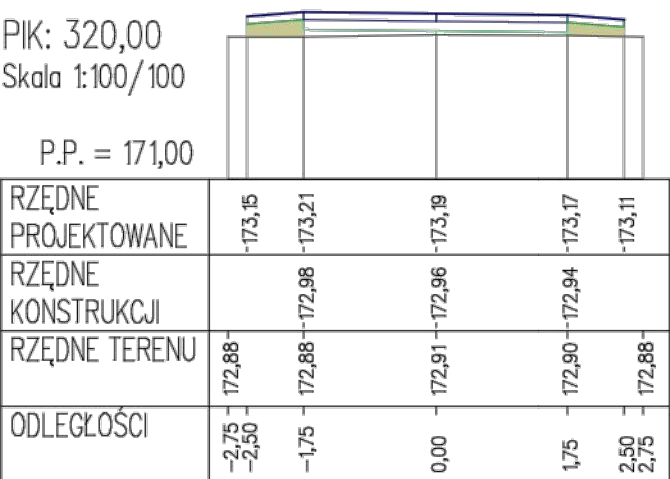 PIK: 320,00
Skala 1:100/100
P.P. = 171,00
RZĘDNE
PROJEKTOWANE
173,15 173,21 173,19 173,17 173,11
RZĘDNE
KONSTRUKCJI
172,98 172,96 172,94
RZĘDNE TERENU
172,88 172,88 172,91 172,90 172,88
ODLEGŁOŚCI
-2,75 -2,50 -1,75 0,00 1,75 2,50 2,75